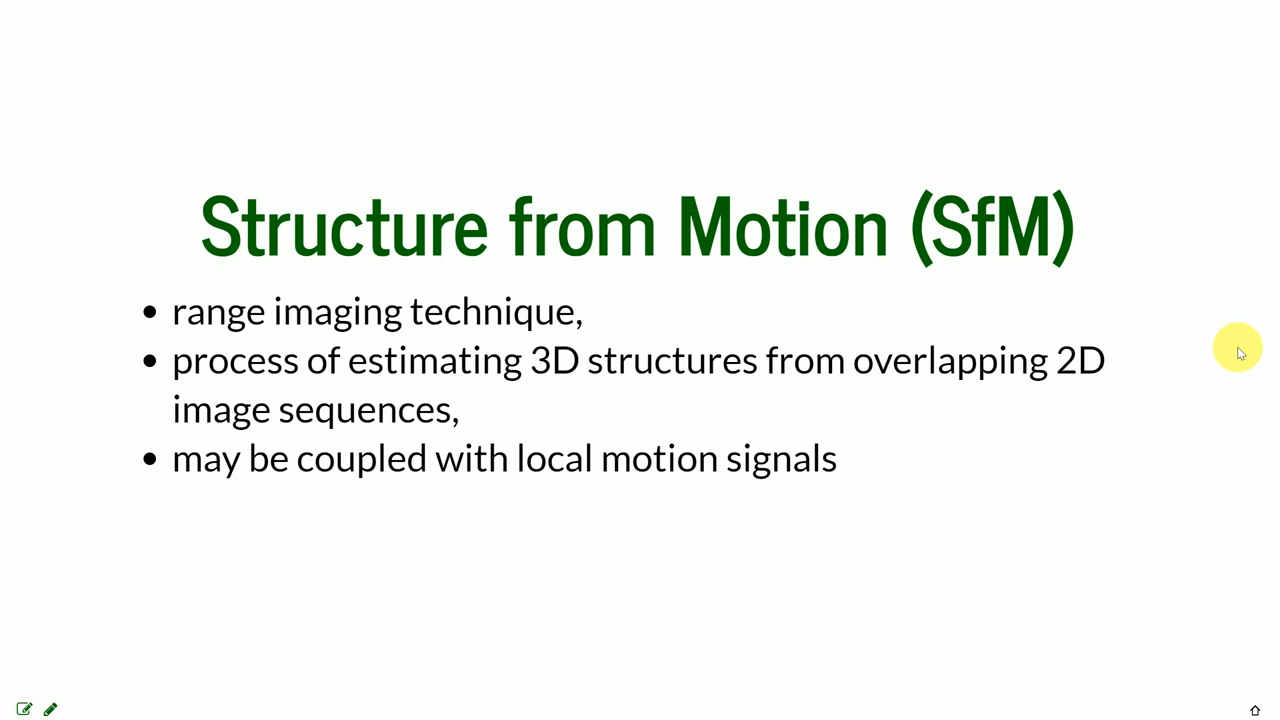 Structure from Motion (SfM)
• range imaging technique,
• process of estimating 3D structures from overlapping 2D
image sequences,
• may be coupled with local motion signals